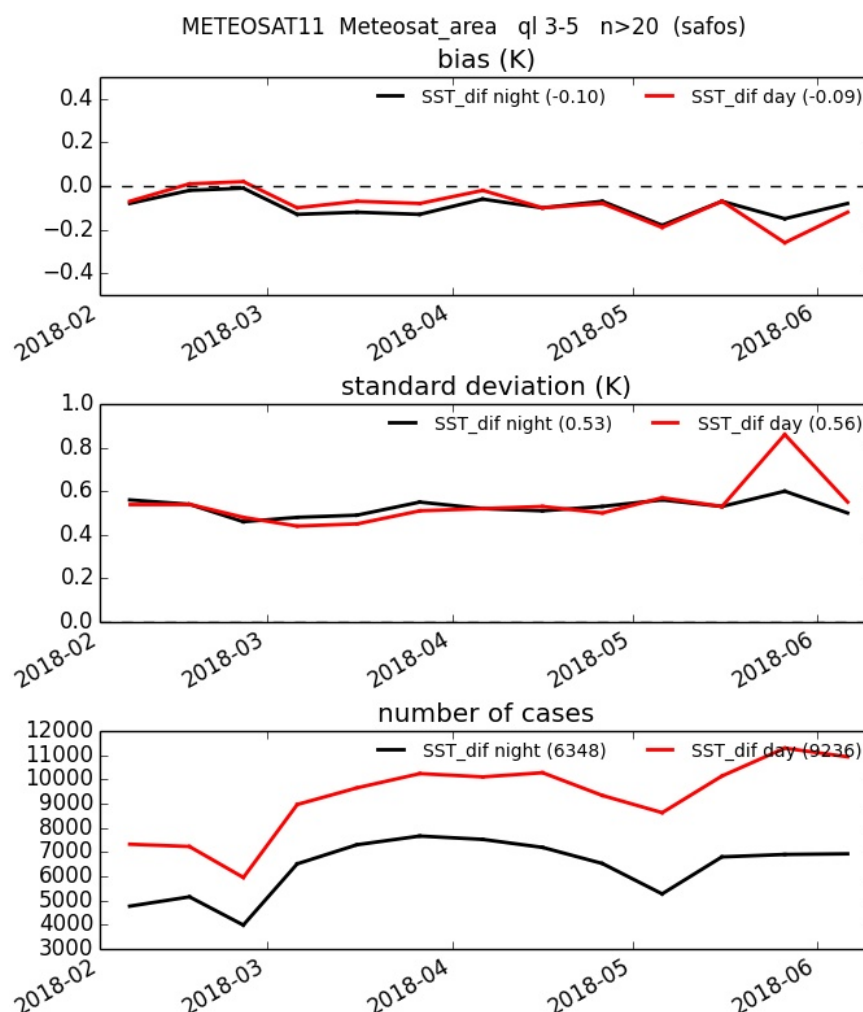 METEOSAT11 Meteosat_area ql 3-5 n>20 (safos)
bias (K)
SST_dif night (-0.10) SST_dif day (-0.09)
0.4
0.2
0.0
−0.2
−0.4
2018-02 2018-03 2018-04 2018-05 2018-06
standard deviation (K)
SST_dif night (0.53) SST_dif day (0.56)
1.0
0.8
0.6
0.4
0.2
0.0
2018-02 2018-03 2018-04 2018-05 2018-06
number of cases
SST_dif night (6348) SST_dif day (9236)
12000
11000
10000
9000
8000
7000
6000
5000
4000
3000
2018-02 2018-03 2018-04 2018-05 2018-06